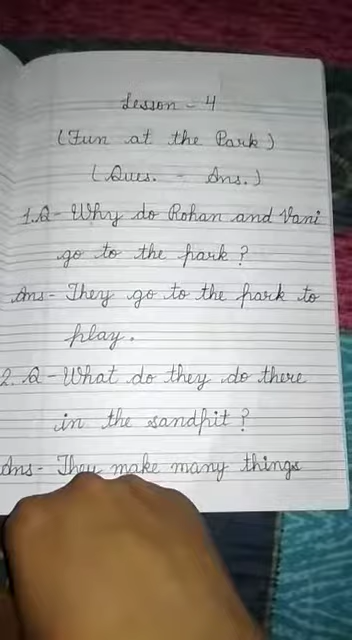 Lesson - 4
(Fun at the Park)
(Ques. - Ans.)
1.Q- Why do Rohan and Vani
go to the park?
Ans- They go to the park to
play.
2. Q- What do they do there
in the sandpit?
Ans- They make many things